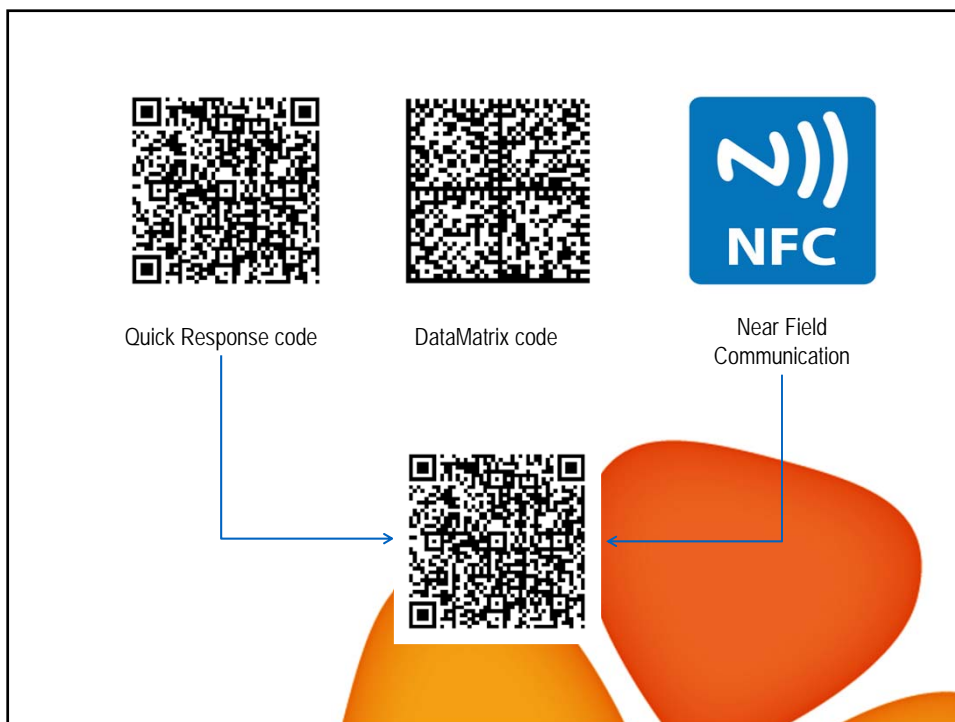 NFC
Quick Response code
DataMatrix code
Near Field
Communication